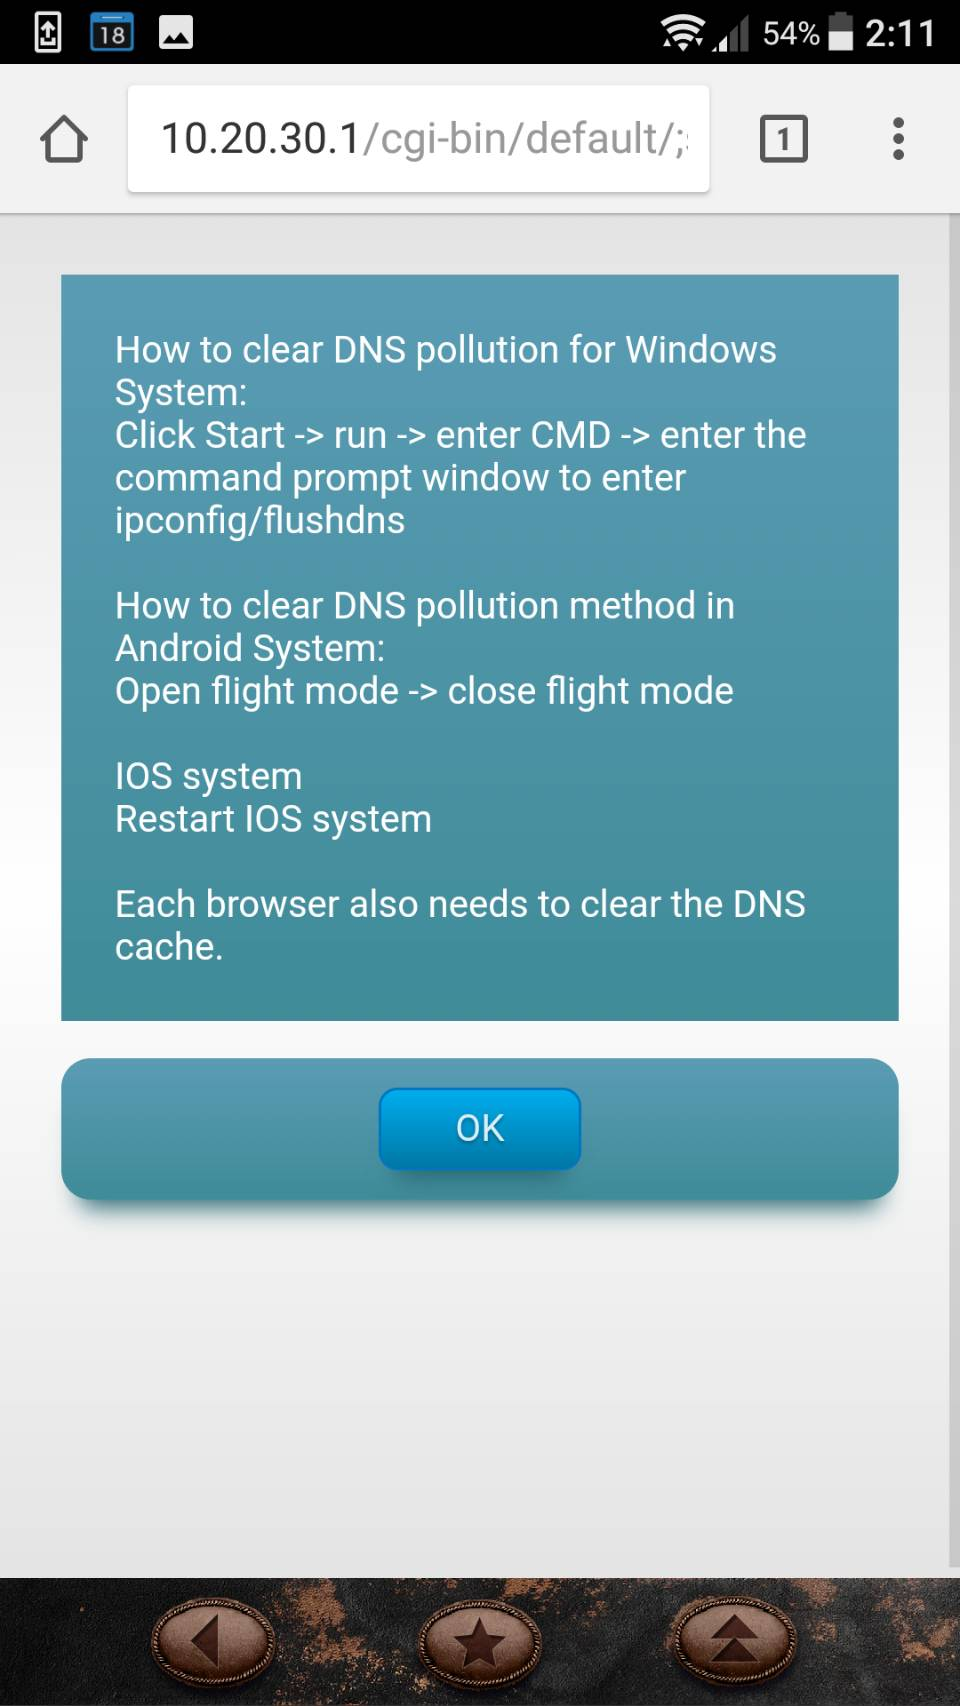 18
54%
2:11
10.20.30.1/cgi-bin/default/;
1
How to clear DNS pollution for Windows
System:
Click Start -> run -> enter CMD -> enter the
command prompt window to enter
ipconfig/flushdns
How to clear DNS pollution method in
Android System:
Open flight mode -> close flight mode
IOS system
Restart IOS system
Each browser also needs to clear the DNS
cache.
OK